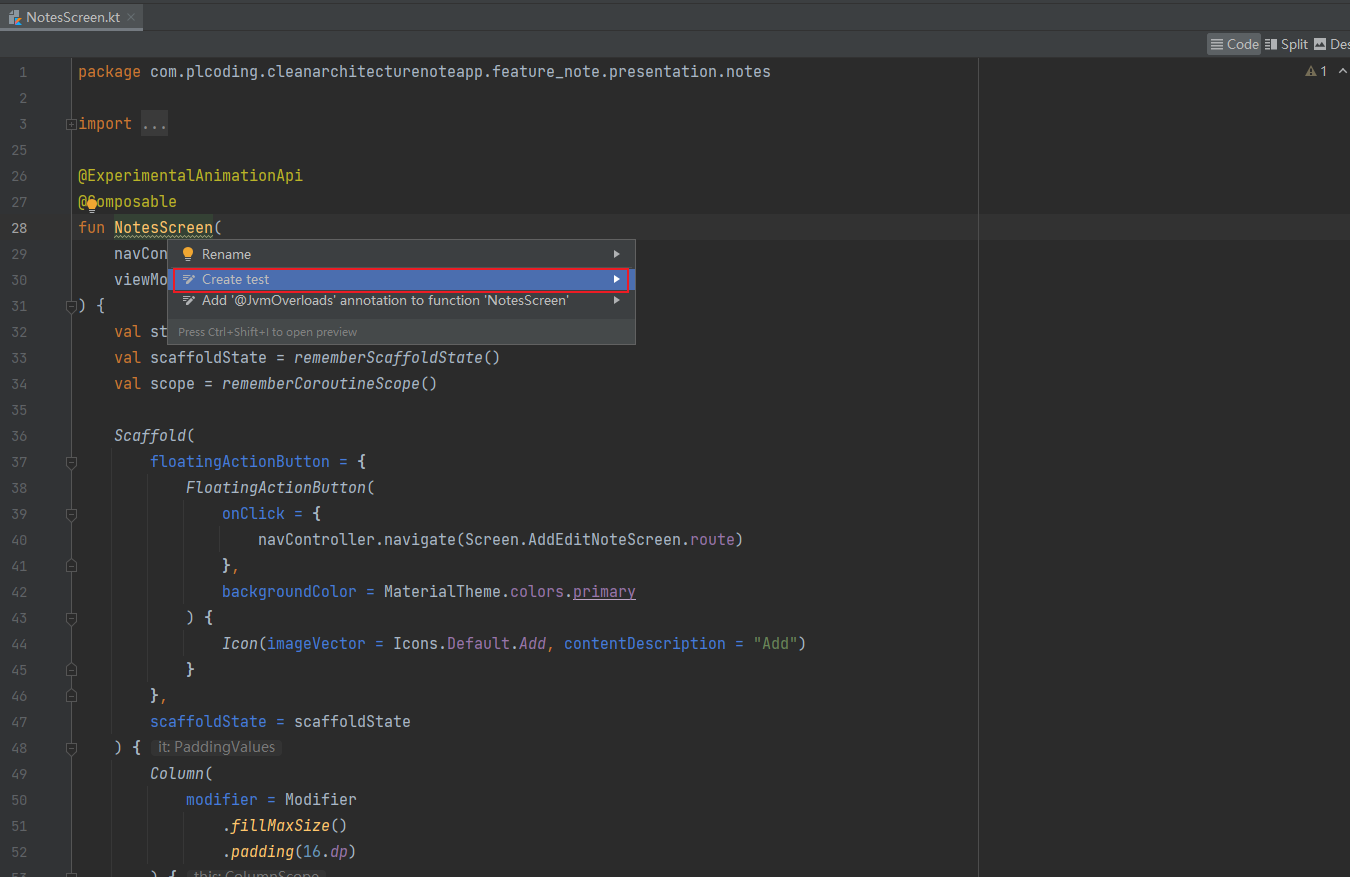 NotesScreen.kt
Code Split Des
1 package com.plcoding.cleanarchitecturenoteapp.feature_note.presentation.notes
1
2
3 import ...
25
26 @ExperimentalAnimationApi
27 @Composable
28 fun NotesScreen(
29 navCon
Rename
30 viewMo
Create test
31 ) {
Add '@JvmOverloads' annotation to function 'NotesScreen'
32 val st
Press Ctrl+Shift+I to open preview
33 val scaffoldState = rememberScaffoldState()
34 val scope = rememberCoroutineScope()
35
36 Scaffold(
37 floatingActionButton = {
38 FloatingActionButton(
39 onClick = {
40 navController.navigate(Screen.AddEditNoteScreen.route)
41 },
42 backgroundColor = MaterialTheme.colors.primary
43 ) {
44 Icon(imageVector = Icons.Default.Add, contentDescription = "Add")
45 }
46 },
47 scaffoldState = scaffoldState
48 ) { it: PaddingValues
49 Column(
50 modifier = Modifier
51 .fillMaxSize()
52 .padding(16.dp)
53 ) { this: ColumnScope